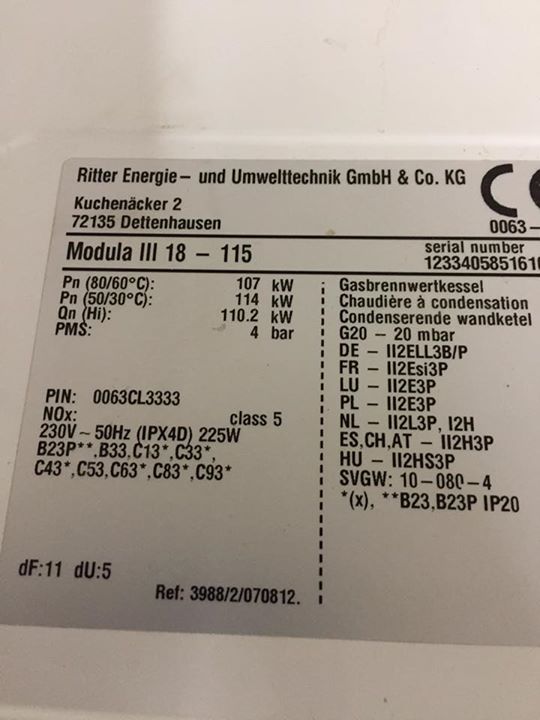 Ritter Energie- und Umwelttechnik GmbH & Co. KG
Kuchenäcker 2
72135 Dettenhausen
CE
0063-
Modula III 18 - 115
serial number
1233405851610
Pn (80/60°C): 107 kW
Pn (50/30°C): 114 kW
Qn (Hi): 110.2 kW
PMS: 4 bar
PIN: 0063CL3333
NOx: class 5
230V~50Hz (IPX4D) 225W
B23P**,B33,C13*,C33*,
C43*,C53,C63*,C83*,C93*
dF:11 dU:5
Ref: 3988/2/070812.
Gasbrennwertkessel
Chaudière à condensation
Condenserende wandketel
G20 - 20 mbar
DE - II2ELL3B/P
FR - II2Esi3P
LU - II2E3P
PL - II2E3P
NL - II2L3P, I2H
ES,CH,AT - II2H3P
HU - II2HS3P
SVGW: 10-080-4
*(x), **B23,B23P IP20